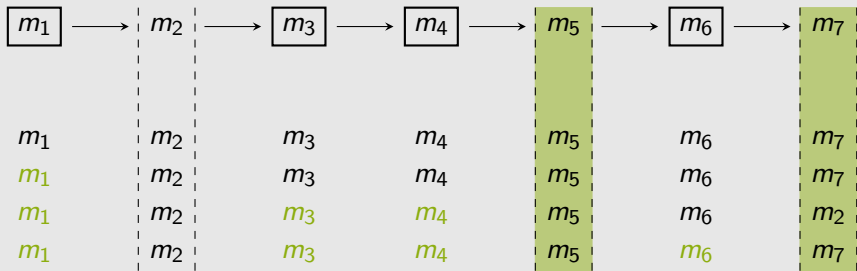 m₁ → m₂ → m₃ → m₄ → m₅ → m₆ → m₇
m₁ m₂ m₃ m₄ m₅ m₆ m₇
m₁ m₂ m₃ m₄ m₅ m₆ m₇
m₁ m₂ m₃ m₄ m₅ m₆ m₂
m₁ m₂ m₃ m₄ m₅ m₆ m₇